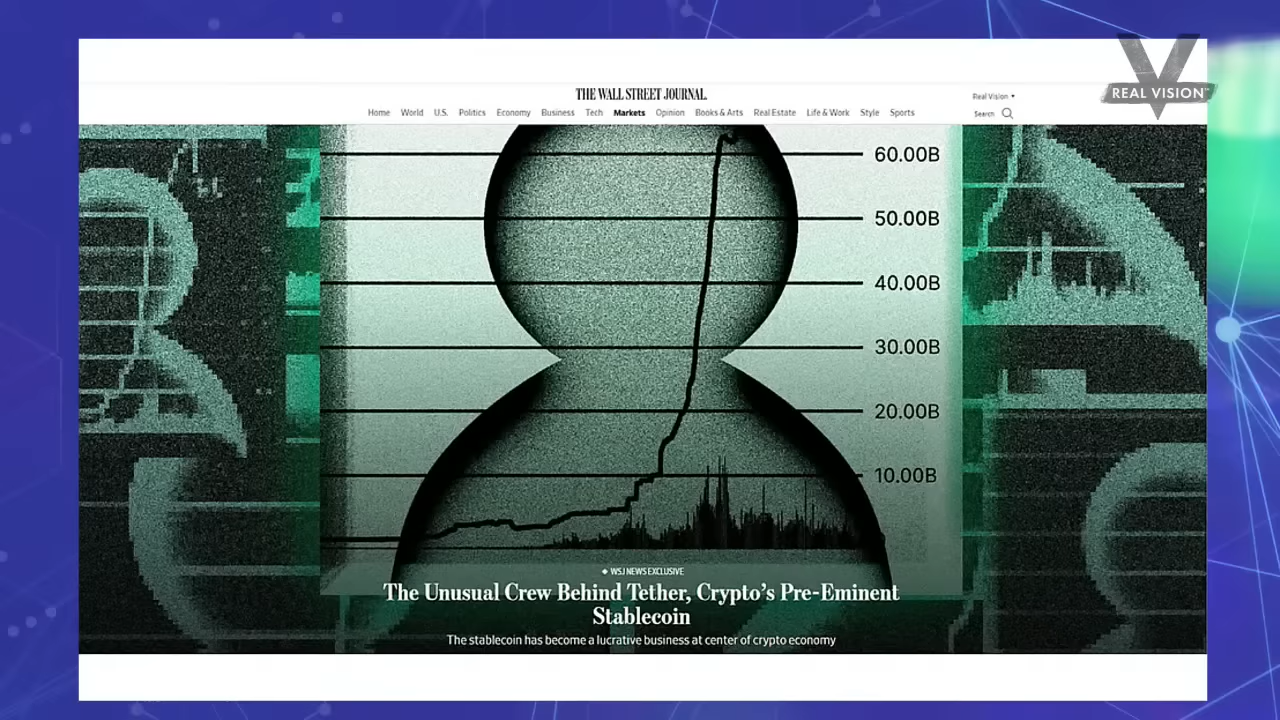 REAL VISION
THE WALL STREET JOURNAL.
Real Vision
Home World U.S. Politics Economy Business Tech Markets Opinion Books & Arts Real Estate Life & Work Style Sports
Search
60.00B
50.00B
40.00B
30.00B
20.00B
10.00B
WSJ NEWS EXCLUSIVE
The Unusual Crew Behind Tether, Crypto's Pre-Eminent
Stablecoin
The stablecoin has become a lucrative business at center of crypto economy